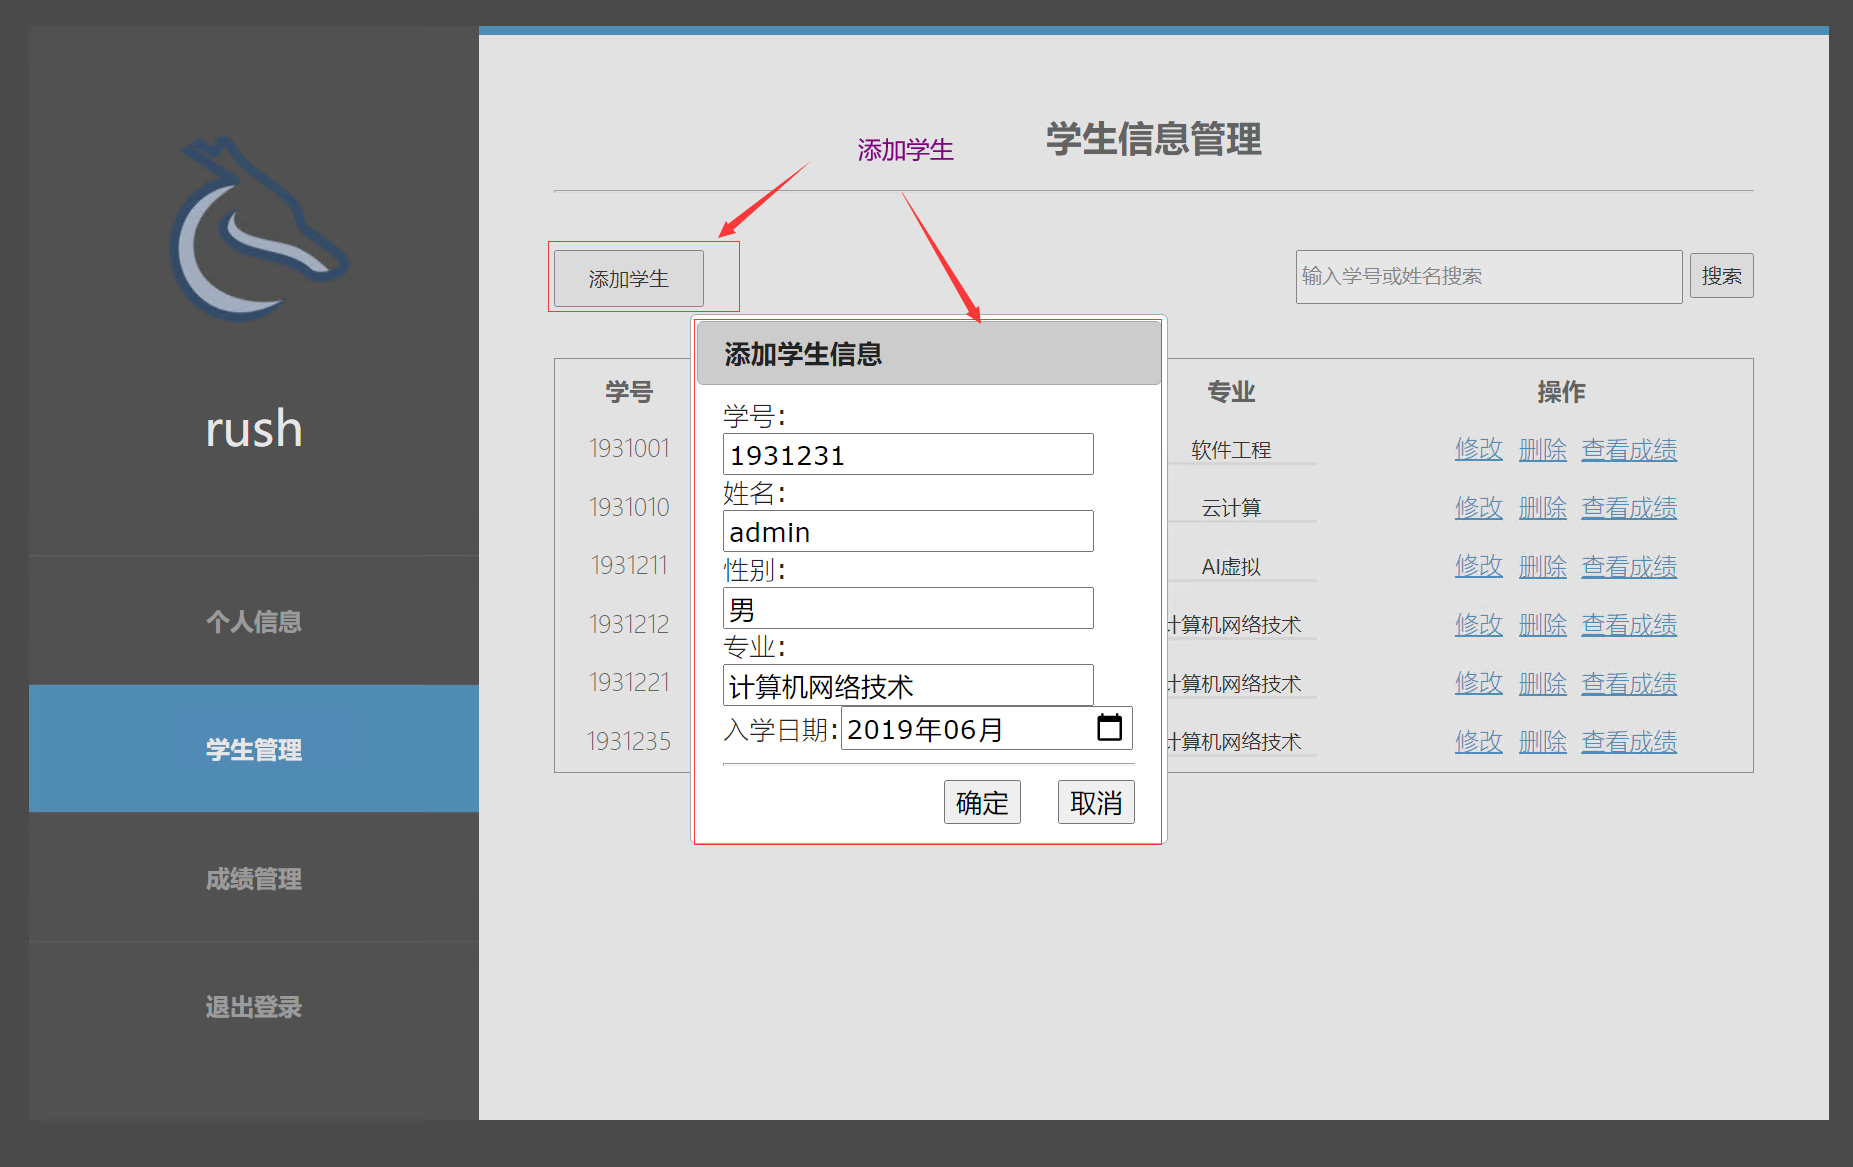 rush
个人信息
学生管理
成绩管理
退出登录
添加学生
学生信息管理
添加学生
输入学号或姓名搜索
搜索
学号 专业 操作
1931001 软件工程 修改 删除 查看成绩
1931010 云计算 修改 删除 查看成绩
1931211 AI虚拟 修改 删除 查看成绩
1931212 计算机网络技术 修改 删除 查看成绩
1931221 计算机网络技术 修改 删除 查看成绩
1931235 计算机网络技术 修改 删除 查看成绩
添加学生信息
学号:
1931231
姓名:
admin
性别:
男
专业:
计算机网络技术
入学日期: 2019年06月
确定 取消